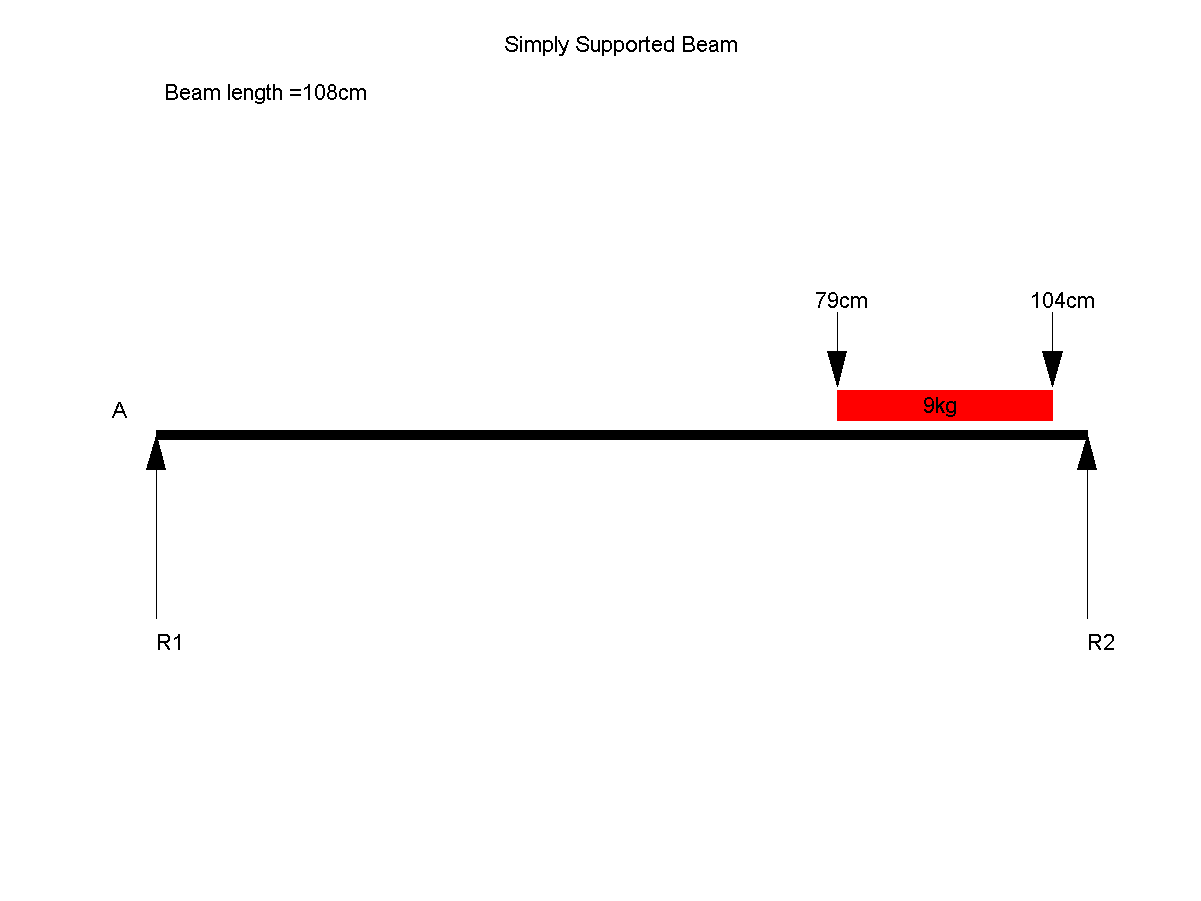 Simply Supported Beam
Beam length =108cm
79cm
104cm
9kg
A
R1
R2